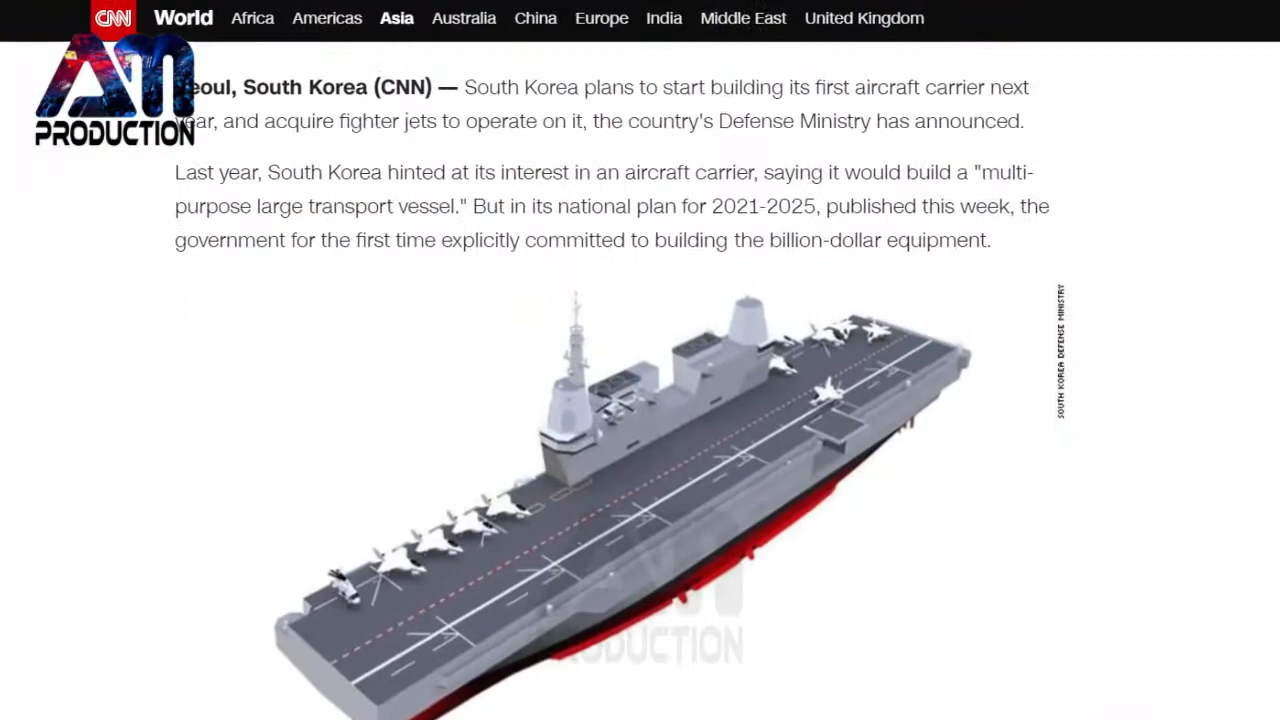 CNN World Africa Americas Asia Australia China Europe India Middle East United Kingdom
AM
PRODUCTION
eoul, South Korea (CNN) — South Korea plans to start building its first aircraft carrier next
year, and acquire fighter jets to operate on it, the country's Defense Ministry has announced.
Last year, South Korea hinted at its interest in an aircraft carrier, saying it would build a "multi-
purpose large transport vessel." But in its national plan for 2021-2025, published this week, the
government for the first time explicitly committed to building the billion-dollar equipment.
SOUTH KOREA DEFENSE MINISTRY
AM
PRODUCTION